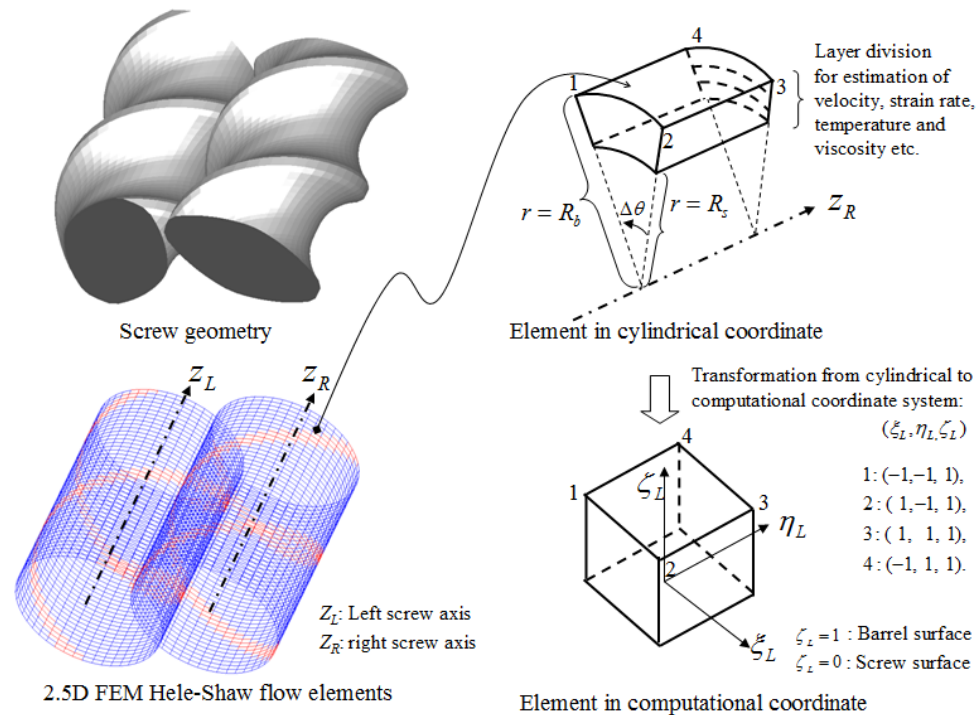 Screw geometry
4
1
3
2
Layer division
for estimation of
velocity, strain rate,
temperature and
viscosity etc.
r = R_b
Δθ
r = R_s
Z_R
Element in cylindrical coordinate
Z_L
Z_R
Z_L: Left screw axis
Z_R: right screw axis
2.5D FEM Hele-Shaw flow elements
Transformation from cylindrical to
computational coordinate system:
(ξ_L, η_L, ζ_L)
1: (−1,−1, 1),
2: ( 1,−1, 1),
3: ( 1, 1, 1),
4: (−1, 1, 1).
4
1
ζ_L
3
η_L
2
ξ_L
ζ_L = 1 : Barrel surface
ζ_L = 0 : Screw surface
Element in computational coordinate